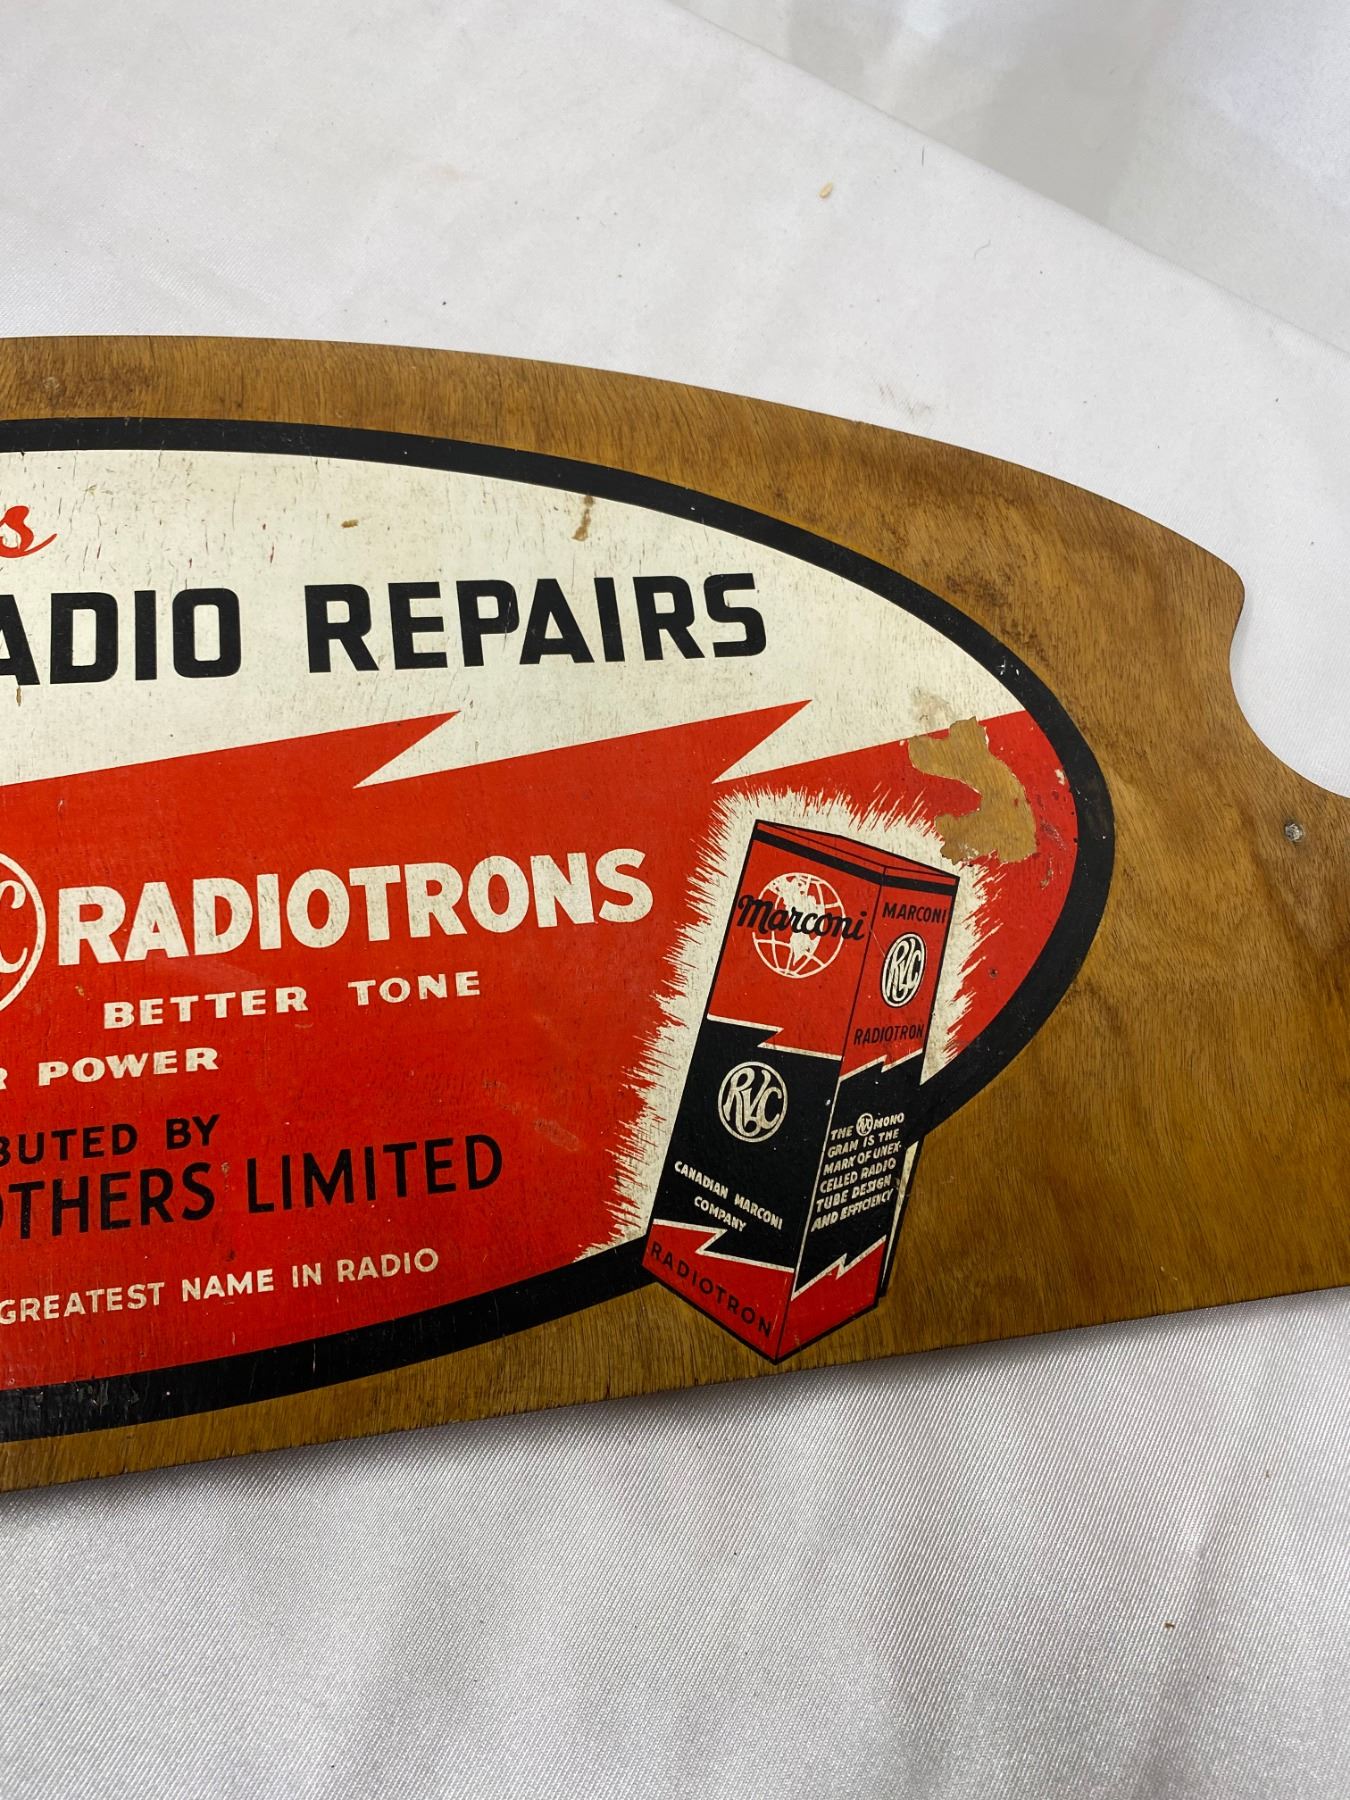 s
ADIO REPAIRS
C RADIOTRONS
BETTER TONE
R POWER
BUTED BY
OTHERS LIMITED
GREATEST NAME IN RADIO
Marconi
RVC
CANADIAN MARCONI
COMPANY
RADIOTRON
MARCONI
RVC
RADIOTRON
THE RVC MONO
GRAM IS THE
MARK OF UNEX-
CELLED RADIO
TUBE DESIGN
AND EFFICIENCY